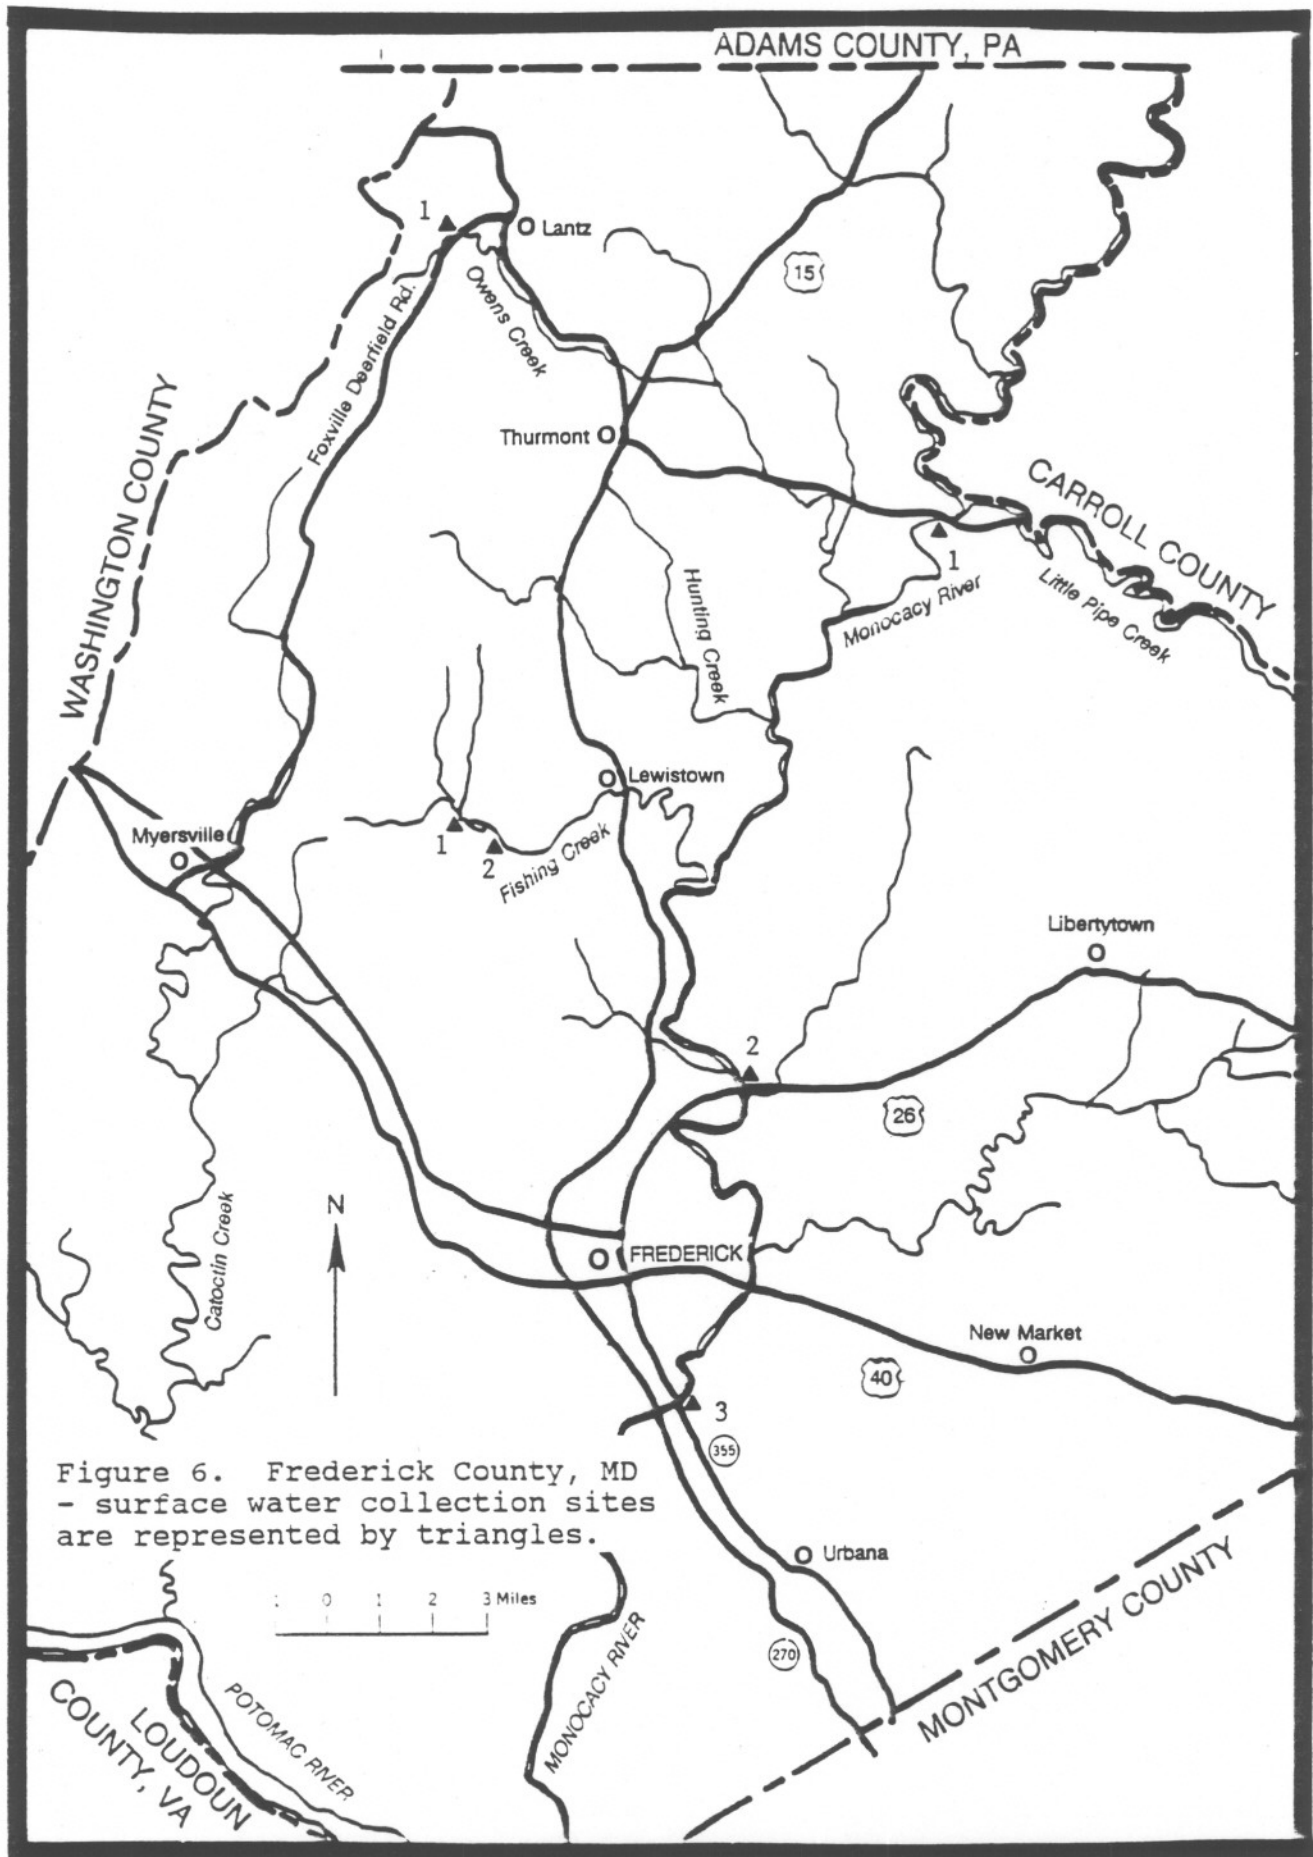 ADAMS COUNTY, PA
1
Lantz
15
Owens Creek
Foxville Deerfield Rd.
WASHINGTON COUNTY
Thurmont
CARROLL COUNTY
1
Little Pipe Creek
Monocacy River
Hunting Creek
Lewistown
Myersville
1
2
Fishing Creek
Libertytown
2
26
N
Catoctin Creek
FREDERICK
New Market
40
3
355
Figure 6. Frederick County, MD
- surface water collection sites
are represented by triangles.
Urbana
1 0 1 2 3 Miles
270
MONTGOMERY COUNTY
MONOCACY RIVER
POTOMAC RIVER
LOUDOUN
COUNTY, VA